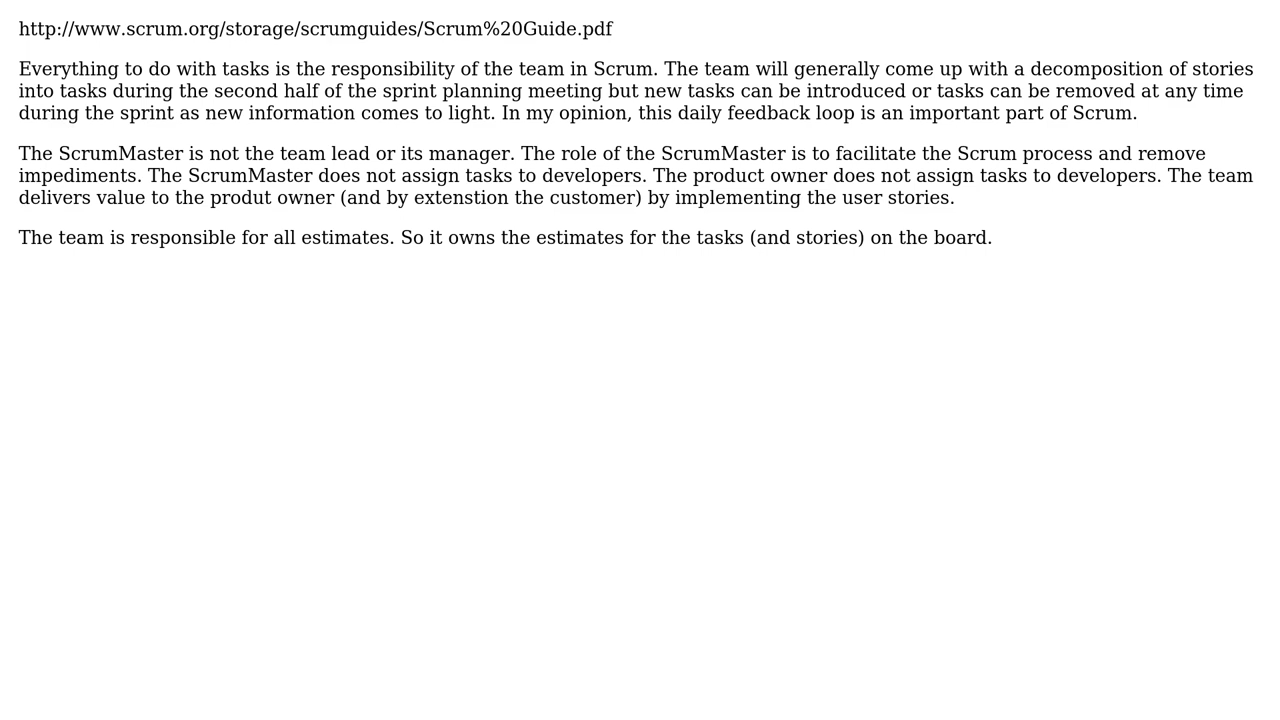 http://www.scrum.org/storage/scrumguides/Scrum%20Guide.pdf
Everything to do with tasks is the responsibility of the team in Scrum. The team will generally come up with a decomposition of stories
into tasks during the second half of the sprint planning meeting but new tasks can be introduced or tasks can be removed at any time
during the sprint as new information comes to light. In my opinion, this daily feedback loop is an important part of Scrum.
The ScrumMaster is not the team lead or its manager. The role of the ScrumMaster is to facilitate the Scrum process and remove
impediments. The ScrumMaster does not assign tasks to developers. The product owner does not assign tasks to developers. The team
delivers value to the produt owner (and by extenstion the customer) by implementing the user stories.
The team is responsible for all estimates. So it owns the estimates for the tasks (and stories) on the board.